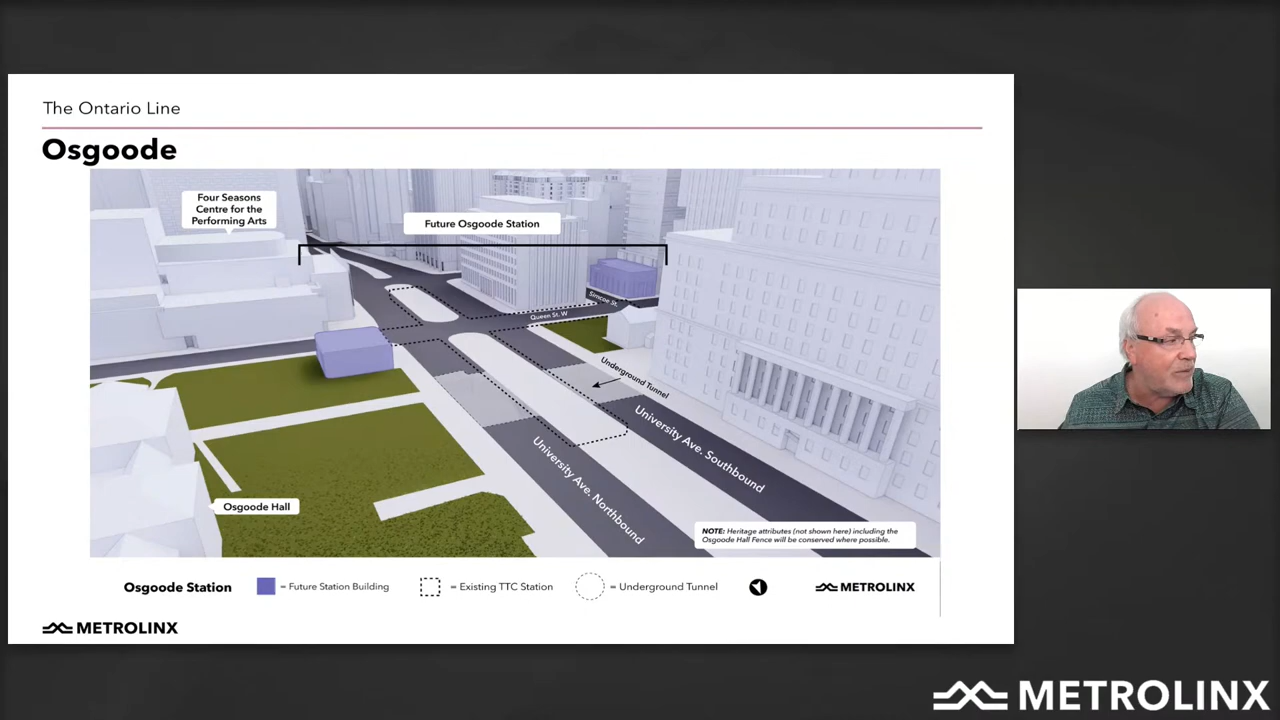 The Ontario Line
Osgoode
Four Seasons
Centre for the
Performing Arts
Future Osgoode Station
Simcoe St.
Queen St. W
Underground Tunnel
University Ave. Southbound
University Ave. Northbound
Osgoode Hall
NOTE: Heritage attributes (not shown here) including the
Osgoode Hall Fence will be conserved where possible.
Osgoode Station
= Future Station Building
= Existing TTC Station
= Underground Tunnel
METROLINX
METROLINX
METROLINX